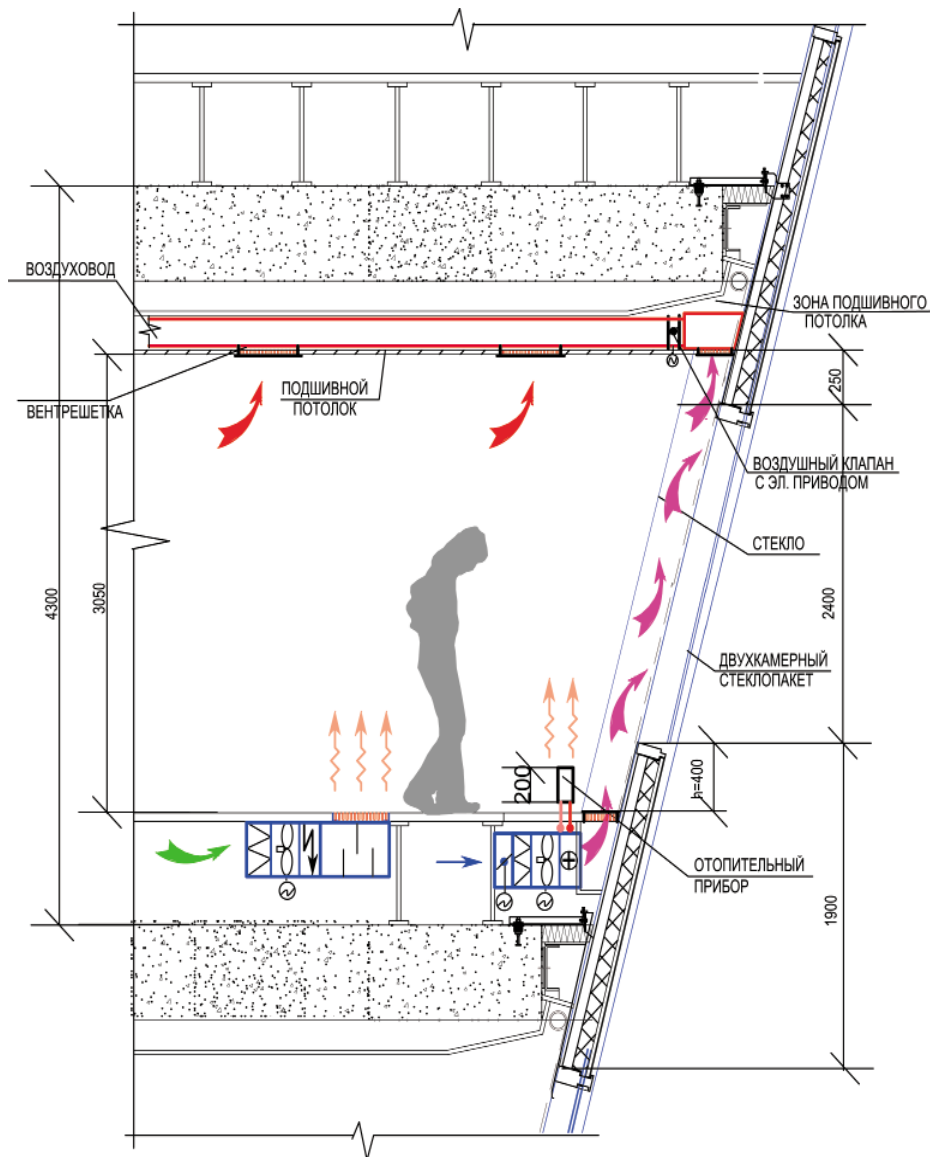 ВОЗДУХОВОД
ЗОНА ПОДШИВНОГО
ПОТОЛКА
ПОДШИВНОЙ
ПОТОЛОК
ВЕНТРЕШЕТКА
250
ВОЗДУШНЫЙ КЛАПАН
С ЭЛ. ПРИВОДОМ
СТЕКЛО
4300
3050
2400
ДВУХКАМЕРНЫЙ
СТЕКЛОПАКЕТ
200
h=400
ОТОПИТЕЛЬНЫЙ
ПРИБОР
1900